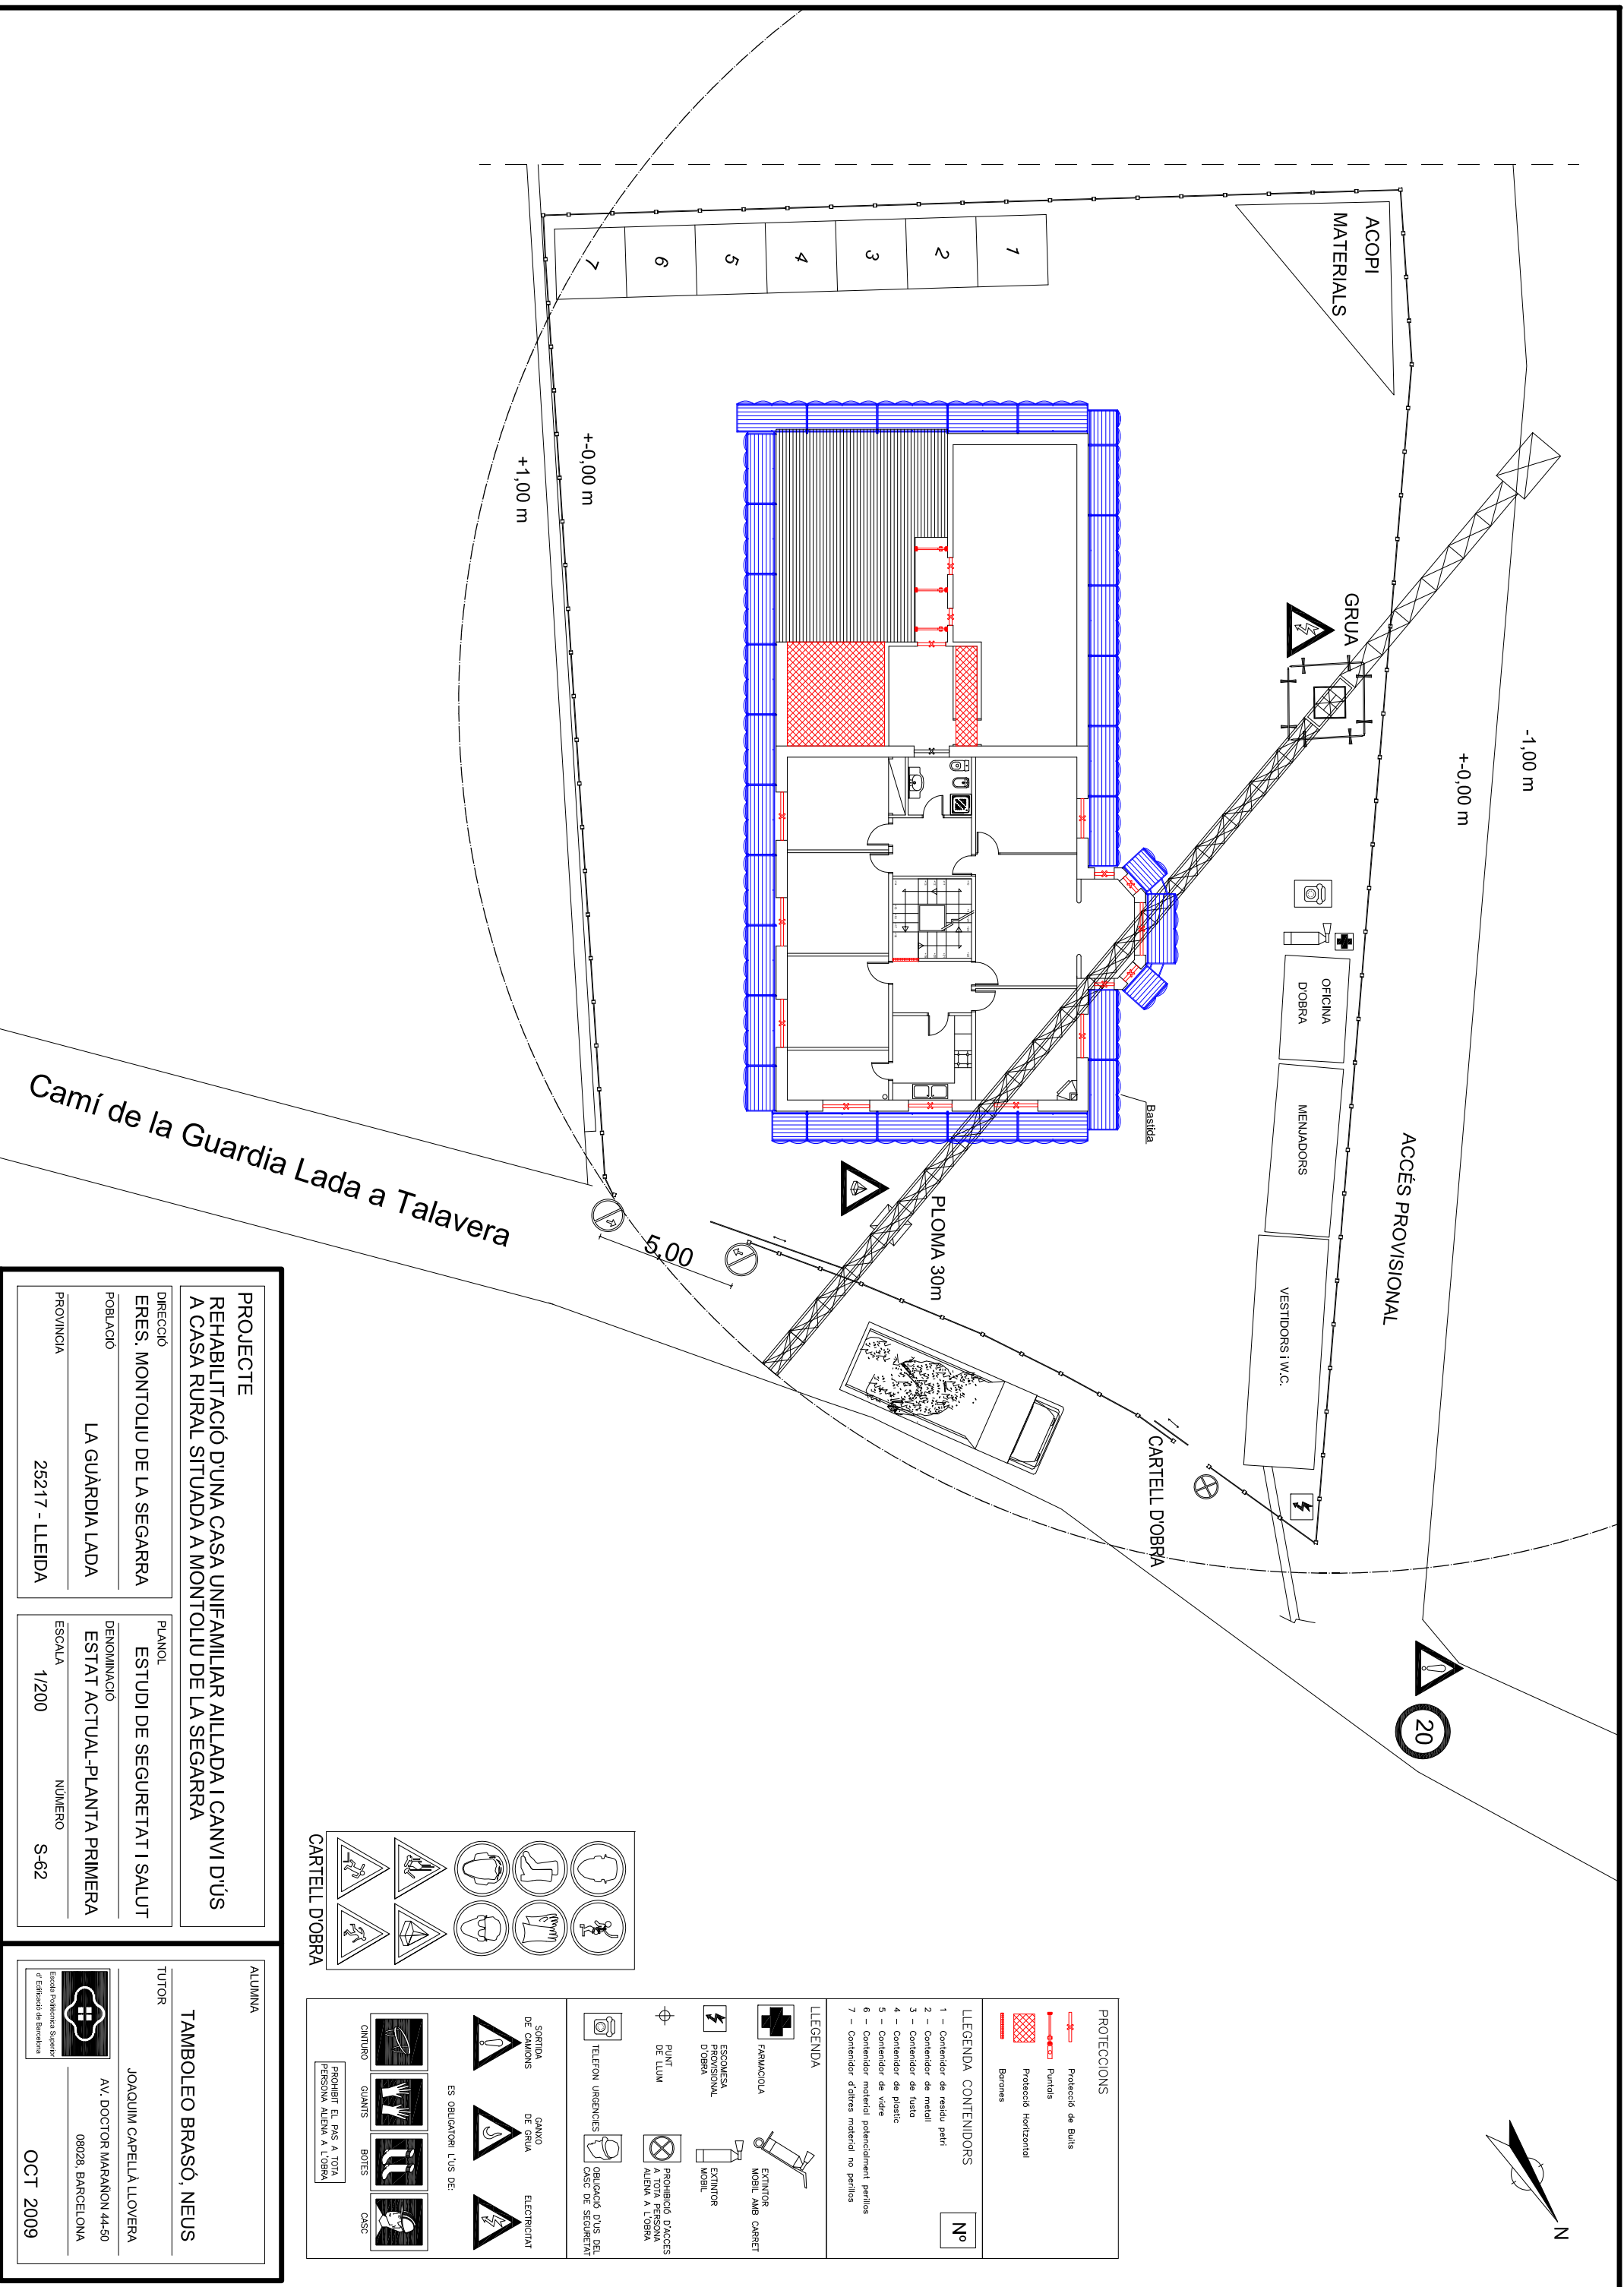 ACOPI
MATERIALS
1
2
3
4
5
6
7
+-0,00 m
+1,00 m
GRUA
-1,00 m
+-0,00 m
OFICINA
D'OBRA
MENJADORS
VESTIDORS i W.C.
ACCÉS PROVISIONAL
Bastida
PLOMA 30m
5,00
CARTELL D'OBRA
20
Camí de la Guardia Lada a Talavera
N
CARTELL D'OBRA
PROTECCIONS
Protecció de Buits
Puntals
Protecció Horitzontal
Baranes
LLEGENDA CONTENIDORS
Nº
1 - Contenidor de residu petri
2 - Contenidor de metall
3 - Contenidor de fusta
4 - Contenidor de plastic
5 - Contenidor de vidre
6 - Contenidor material potencialment perillos
7 - Contenidor d'altres material no perillos
LLEGENDA
FARMACIOLA
EXTINTOR
MOBIL AMB CARRET
ESCOMESA
PROVISIONAL
D'OBRA
EXTINTOR
MOBIL
PUNT
DE LLUM
PROHIBICIÓ D'ACCES
A TOTA PERSONA
ALIENA A L'OBRA
TELEFON URGENCIES
OBLIGACIÓ D'US DEL
CASC DE SEGURETAT
SORTIDA
DE CAMIONS
GANXO
DE GRUA
ELECTRICITAT
ES OBLIGATORI L'US DE:
CINTURO
GUANTS
BOTES
CASC
PROHIBIT EL PAS A TOTA
PERSONA ALIENA A L'OBRA
PROJECTE
REHABILITACIÓ D'UNA CASA UNIFAMILIAR AILLADA I CANVI D'ÚS
A CASA RURAL SITUADA A MONTOLIU DE LA SEGARRA
DIRECCIÓ
ERES. MONTOLIU DE LA SEGARRA
POBLACIÓ
LA GUÀRDIA LADA
PROVINCIA
25217 - LLEIDA
PLANOL
ESTUDI DE SEGURETAT I SALUT
DENOMINACIÓ
ESTAT ACTUAL-PLANTA PRIMERA
ESCALA
1/200
NÚMERO
S-62
ALUMNA
TAMBOLEO BRASÓ, NEUS
TUTOR
JOAQUIM CAPELLÀ LLOVERA
AV. DOCTOR MARAÑON 44-50
08028, BARCELONA
Escola Politècnica Superior
d' Edificació de Barcelona
OCT 2009